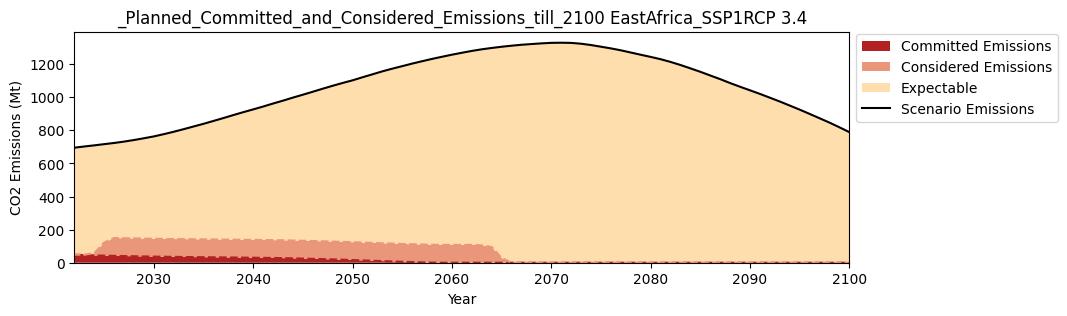 _Planned_Committed_and_Considered_Emissions_till_2100 EastAfrica_SSP1RCP 3.4
1200
1000
800
600
400
200
0
CO2 Emissions (Mt)
2030 2040 2050 2060 2070 2080 2090 2100
Year
Committed Emissions
Considered Emissions
Expectable
Scenario Emissions